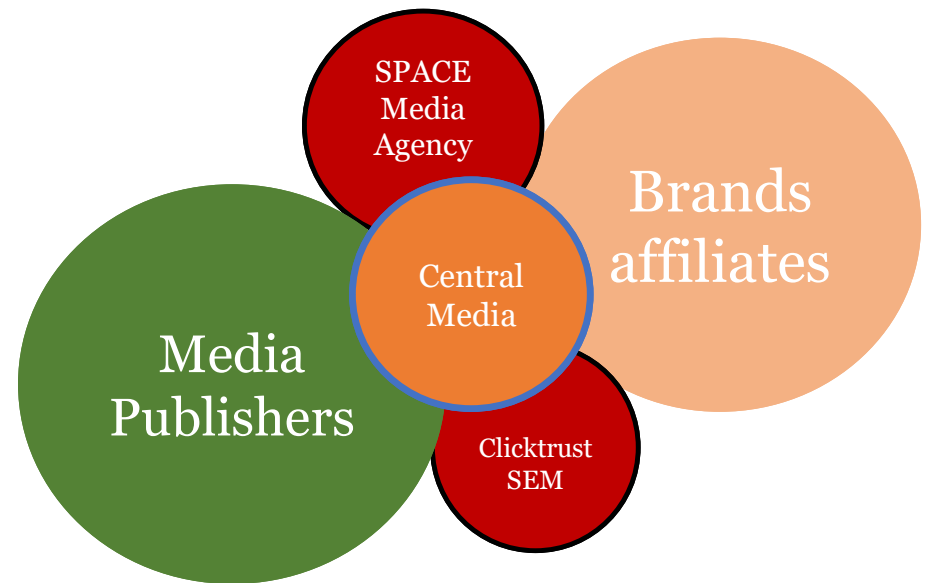 SPACE
Media
Agency
Brands
affiliates
Central
Media
Media
Publishers
Clicktrust
SEM